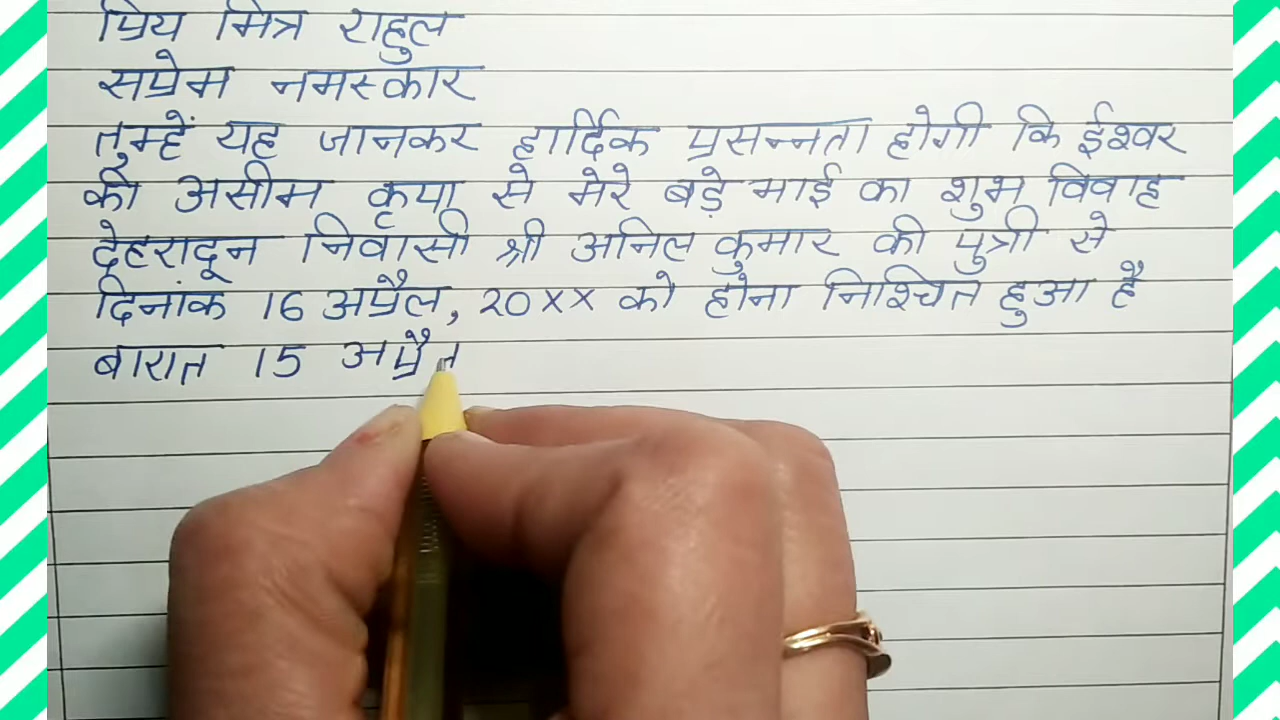 प्रिय मित्र राहुल
सप्रेम नमस्कार
तुम्हें यह जानकर हार्दिक प्रसन्नता होगी कि ईश्वर
की असीम कृपा से मेरे बड़े भाई का शुभ विवाह
देहरादून निवासी श्री अनिल कुमार की पुत्री से
दिनांक 16 अप्रैल, 20xx को होना निश्चित हुआ है
बारात 15